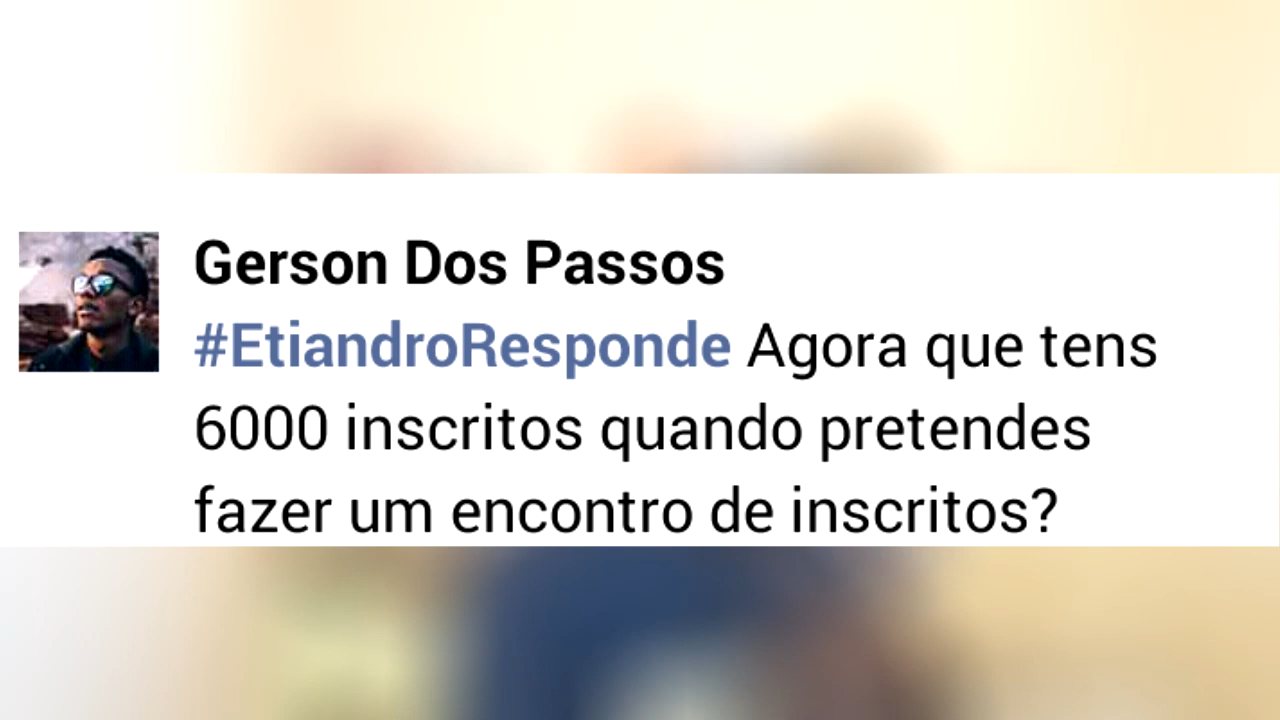 Gerson Dos Passos
#EtiandroResponde Agora que tens
6000 inscritos quando pretendes
fazer um encontro de inscritos?